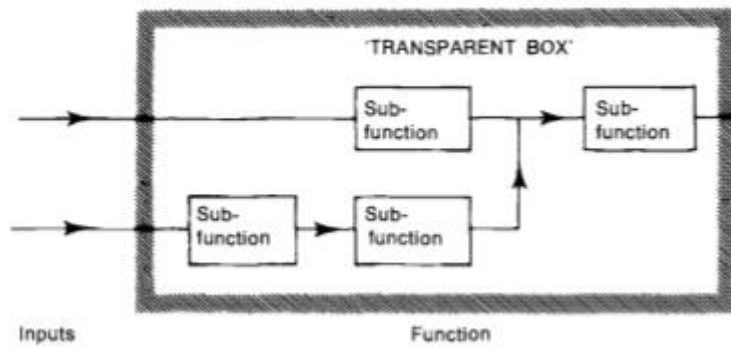 'TRANSPARENT BOX'
Sub-
function
Sub-
function
Sub-
function
Sub-
function
Inputs
Function